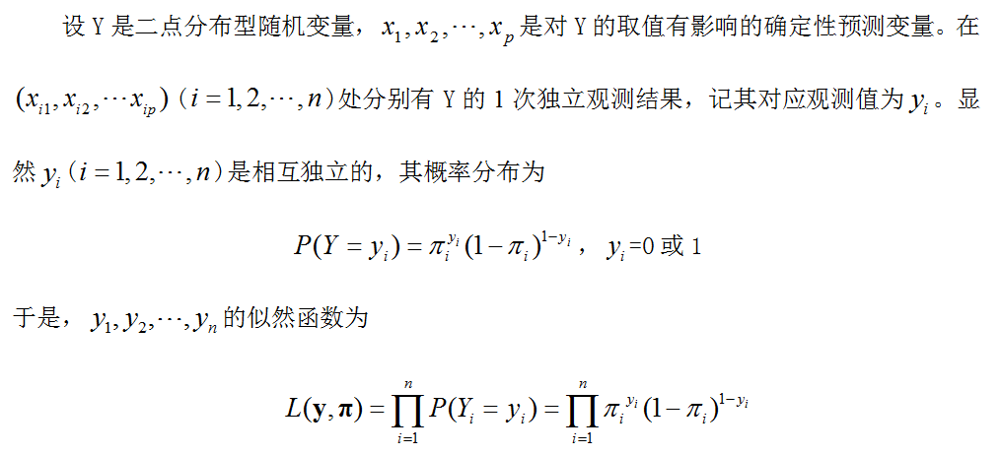 设 Y 是二点分布型随机变量，$x_1, x_2, \cdots, x_p$ 是对 Y 的取值有影响的确定性预测变量。在
$(x_{i1}, x_{i2}, \cdots x_{ip})$ ($i = 1, 2, \cdots, n$)处分别有 Y 的 1 次独立观测结果，记其对应观测值为 $y_i$。显
然 $y_i$ ($i = 1, 2, \cdots, n$)是相互独立的，其概率分布为
$P(Y = y_i) = \pi_i^{y_i} (1 - \pi_i)^{1 - y_i}$， $y_i$=0 或 1
于是， $y_1, y_2, \cdots, y_n$ 的似然函数为
$L(\mathbf{y}, \boldsymbol{\pi}) = \prod_{i=1}^{n} P(Y_i = y_i) = \prod_{i=1}^{n} \pi_i^{y_i} (1 - \pi_i)^{1 - y_i}$